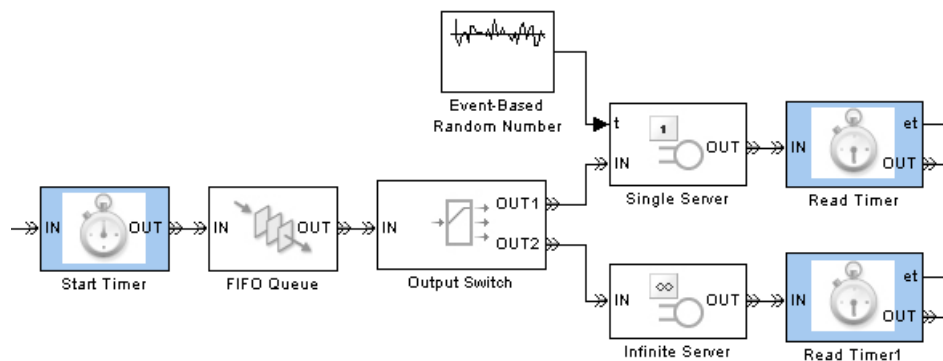 Event-Based
Random Number
t
1
IN
OUT
Single Server
et
IN
OUT
Read Timer
IN
OUT
Start Timer
IN
OUT
FIFO Queue
IN
OUT1
OUT2
Output Switch
IN
∞
OUT
Infinite Server
et
IN
OUT
Read Timer1